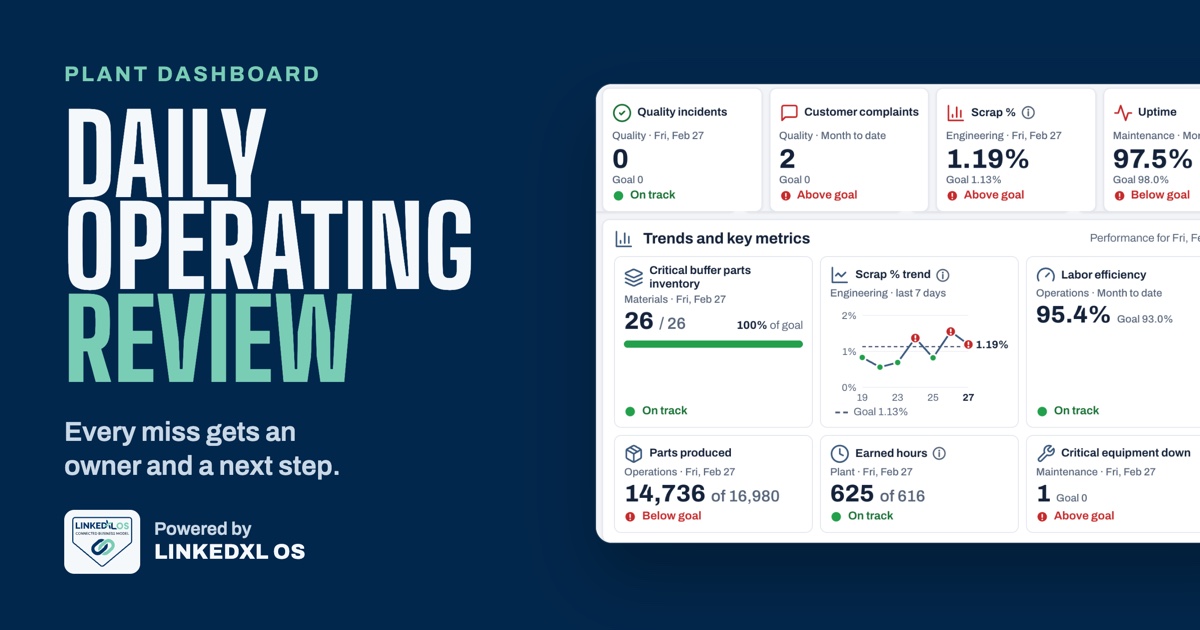 PLANT DASHBOARD
DAILY
OPERATING
REVIEW
Every miss gets an
owner and a next step.
LINKEDXL OS
CONNECTED BUSINESS MODEL
Powered by
LINKEDXL OS
Quality incidents
Quality · Fri, Feb 27
0
Goal 0
On track
Customer complaints
Quality · Month to date
2
Goal 0
Above goal
Scrap %
Engineering · Fri, Feb 27
1.19%
Goal 1.13%
Above goal
Uptime
Maintenance · Mor
97.5%
Goal 98.0%
Below goal
Trends and key metrics
Performance for Fri, Fe
Critical buffer parts
inventory
Materials · Fri, Feb 27
26 / 26
100% of goal
On track
Scrap % trend
Engineering · last 7 days
2%
1%
0%
1.19%
19 23 25 27
Goal 1.13%
Labor efficiency
Operations · Month to date
95.4% Goal 93.0%
On track
Parts produced
Operations · Fri, Feb 27
14,736 of 16,980
Below goal
Earned hours
Plant · Fri, Feb 27
625 of 616
On track
Critical equipment down
Maintenance · Fri, Feb 27
1 Goal 0
Above goal